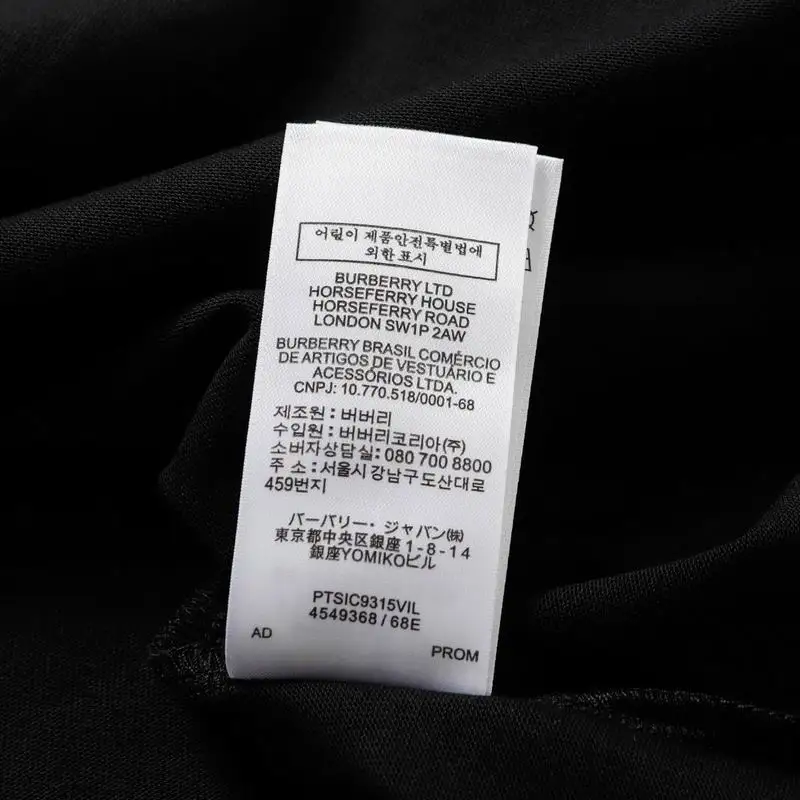 어린이 제품안전특별법에
의한 표시
BURBERRY LTD
HORSEFERRY HOUSE
HORSEFERRY ROAD
LONDON SW1P 2AW
BURBERRY BRASIL COMÉRCIO
DE ARTIGOS DE VESTUÁRIO E
ACESSÓRIOS LTDA.
CNPJ: 10.770.518/0001-68
제조원 : 버버리
수입원 : 버버리코리아(주)
소버자상담실: 080 700 8800
주 소 : 서울시 강남구 도산대로
459번지
バーバリー・ジャパン㈱
東京都中央区銀座 1 - 8 - 14
銀座YOMIKOビル
PTSIC9315VIL
4549368 / 68E
AD
PROM